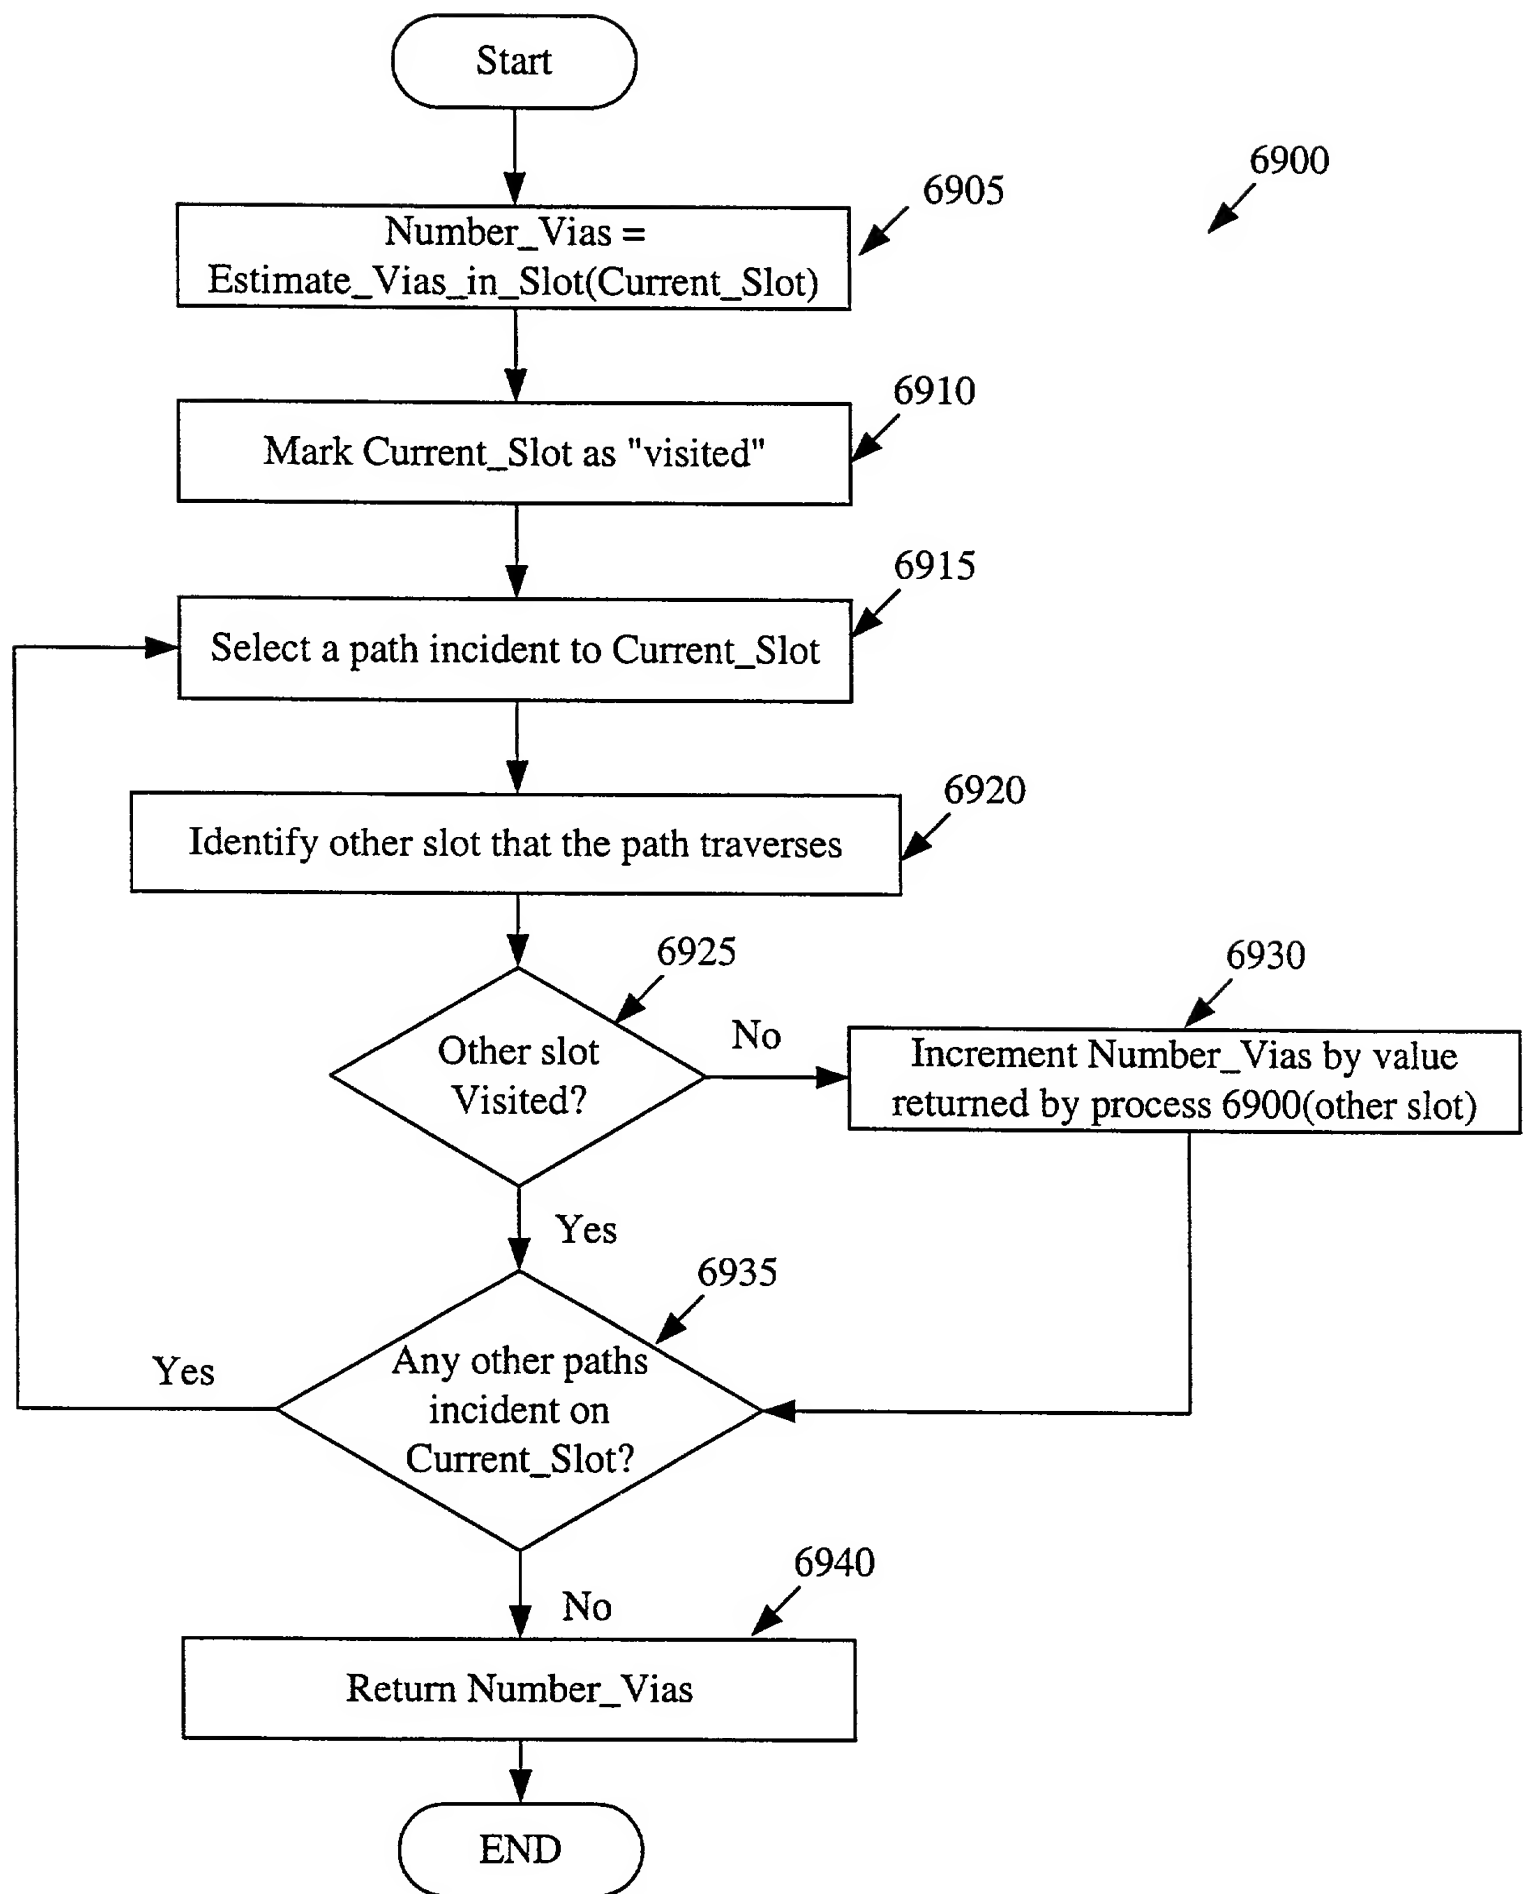 Start
6900
6905
Number_Vias =
Estimate_Vias_in_Slot(Current_Slot)
6910
Mark Current_Slot as "visited"
6915
Select a path incident to Current_Slot
6920
Identify other slot that the path traverses
6925
Other slot
Visited?
No
6930
Increment Number_Vias by value
returned by process 6900(other slot)
Yes
6935
Any other paths
incident on
Current_Slot?
Yes
No
6940
Return Number_Vias
END